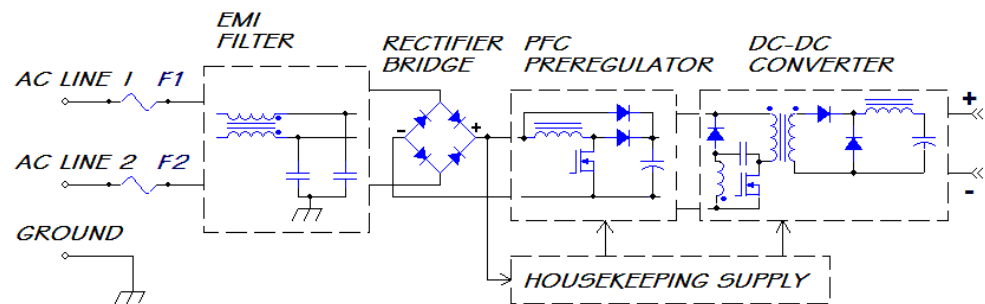 EMI
FILTER
RECTIFIER
BRIDGE
PFC
PREREGULATOR
DC-DC
CONVERTER
AC LINE 1 F1
AC LINE 2 F2
GROUND
- +
+
-
HOUSEKEEPING SUPPLY